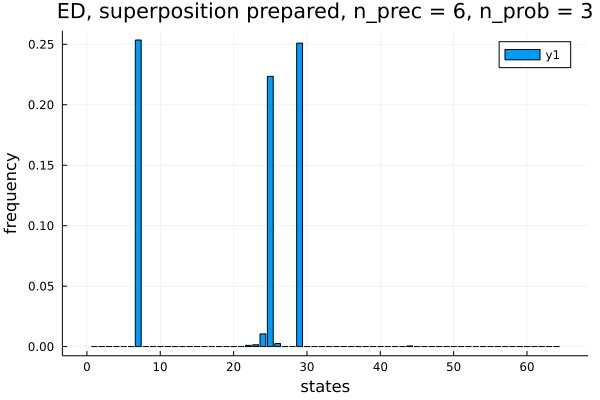 ED, superposition prepared, n_prec = 6, n_prob = 3
y1
0.25
0.20
0.15
0.10
0.05
0.00
frequency
0 10 20 30 40 50 60
states